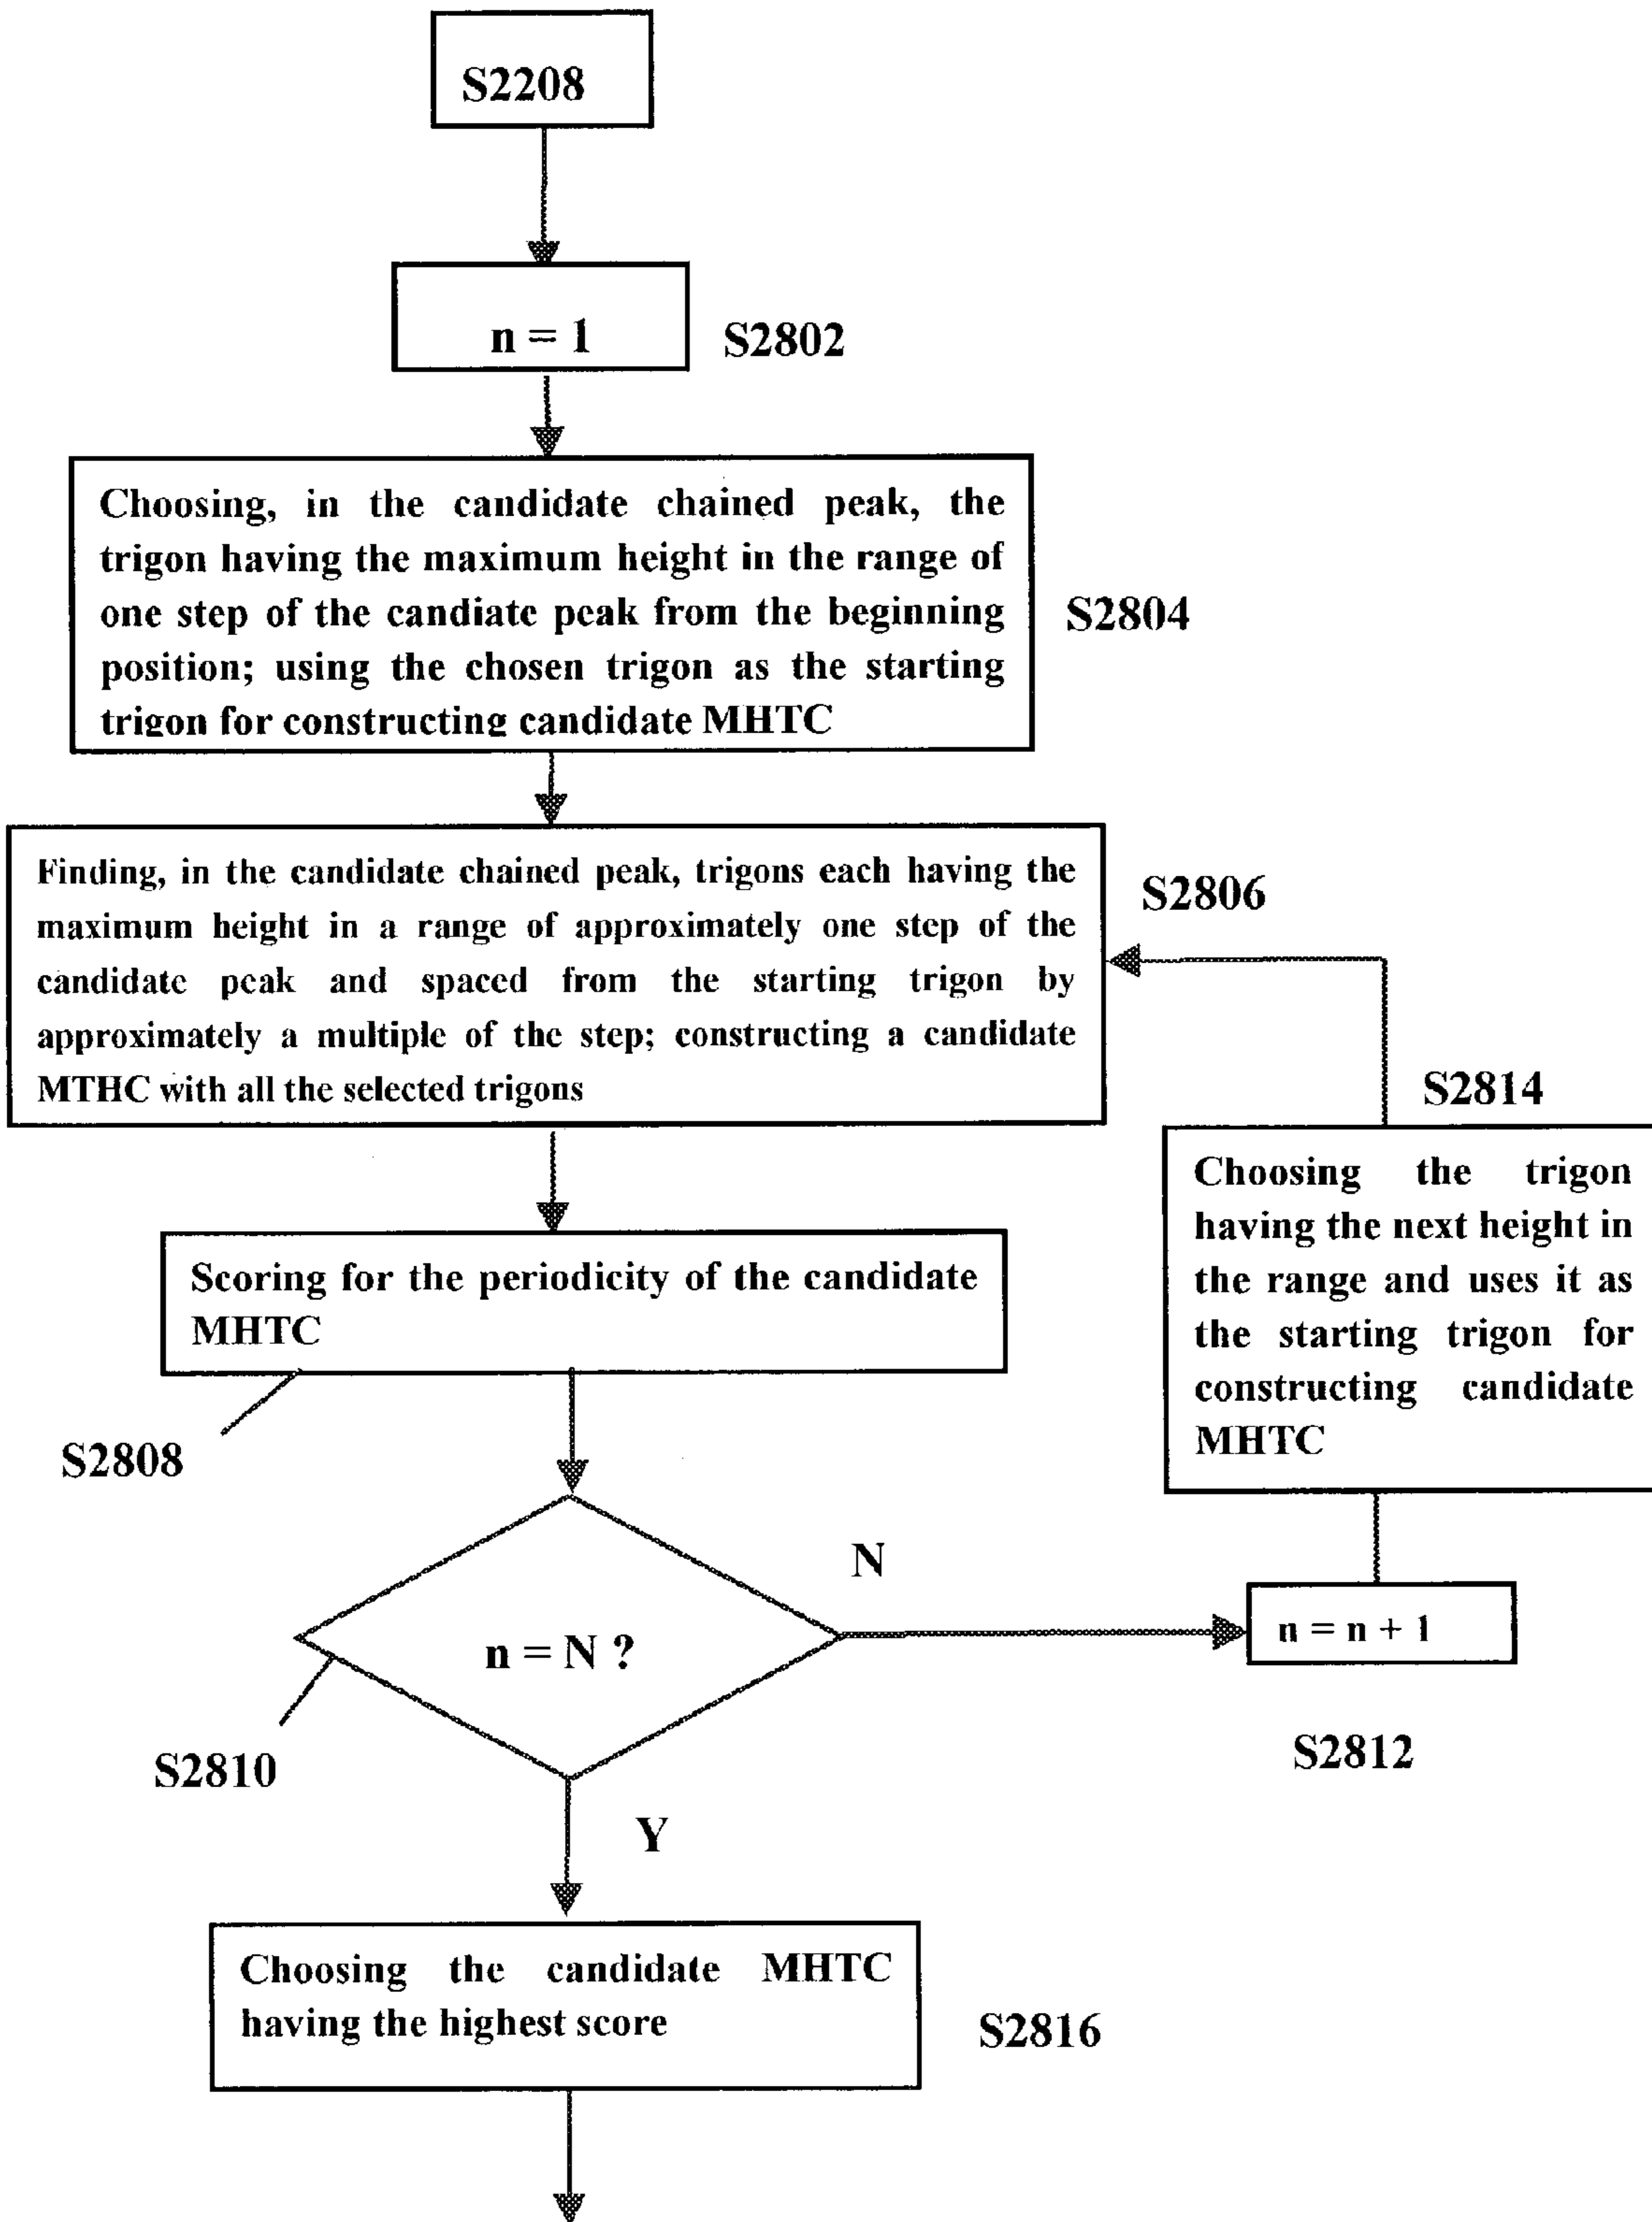 S2208
n = 1
S2802
Choosing, in the candidate chained peak, the
trigon having the maximum height in the range of
one step of the candiate peak from the beginning
position; using the chosen trigon as the starting
trigon for constructing candidate MHTC
S2804
Finding, in the candidate chained peak, trigons each having the
maximum height in a range of approximately one step of the
candidate peak and spaced from the starting trigon by
approximately a multiple of the step; constructing a candidate
MTHC with all the selected trigons
S2806
S2814
Choosing the trigon
having the next height in
the range and uses it as
the starting trigon for
constructing candidate
MHTC
Scoring for the periodicity of the candidate
MHTC
S2808
N
n = N ?
n = n + 1
S2810
S2812
Y
Choosing the candidate MHTC
having the highest score
S2816